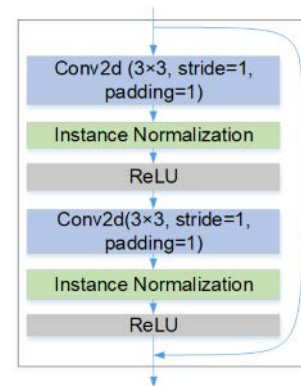 Conv2d (3×3, stride=1,
padding=1)
Instance Normalization
ReLU
Conv2d(3×3, stride=1,
padding=1)
Instance Normalization
ReLU